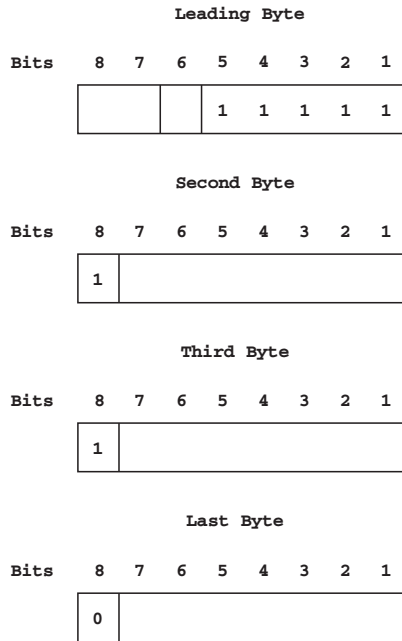 Leading Byte
Bits 8 7 6 5 4 3 2 1
1 1 1 1 1
Second Byte
Bits 8 7 6 5 4 3 2 1
1
Third Byte
Bits 8 7 6 5 4 3 2 1
1
Last Byte
Bits 8 7 6 5 4 3 2 1
0